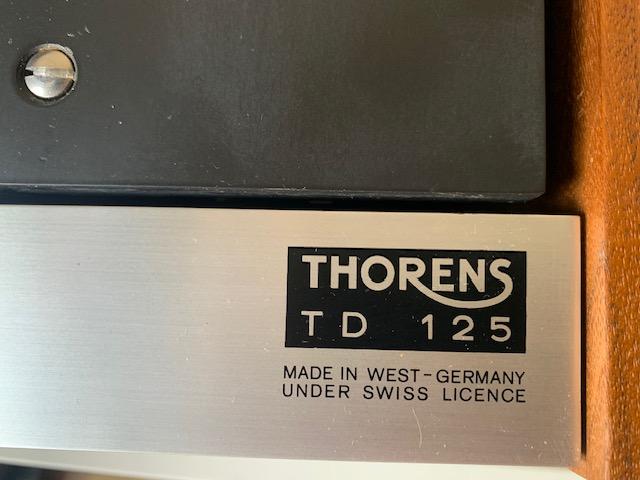 THORENS
TD 125
MADE IN WEST-GERMANY
UNDER SWISS LICENCE